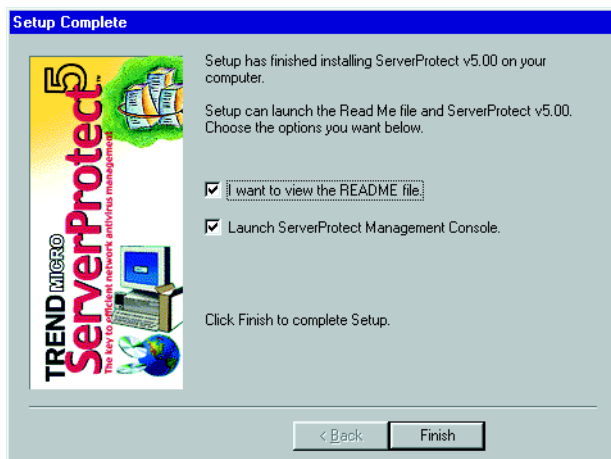 Setup Complete
Setup has finished installing ServerProtect v5.00 on your
computer.
Setup can launch the Read Me file and ServerProtect v5.00.
Choose the options you want below.
I want to view the README file.
Launch ServerProtect Management Console.
Click Finish to complete Setup.
TREND MICRO
ServerProtect 5
The key to efficient network antivirus management
< Back
Finish